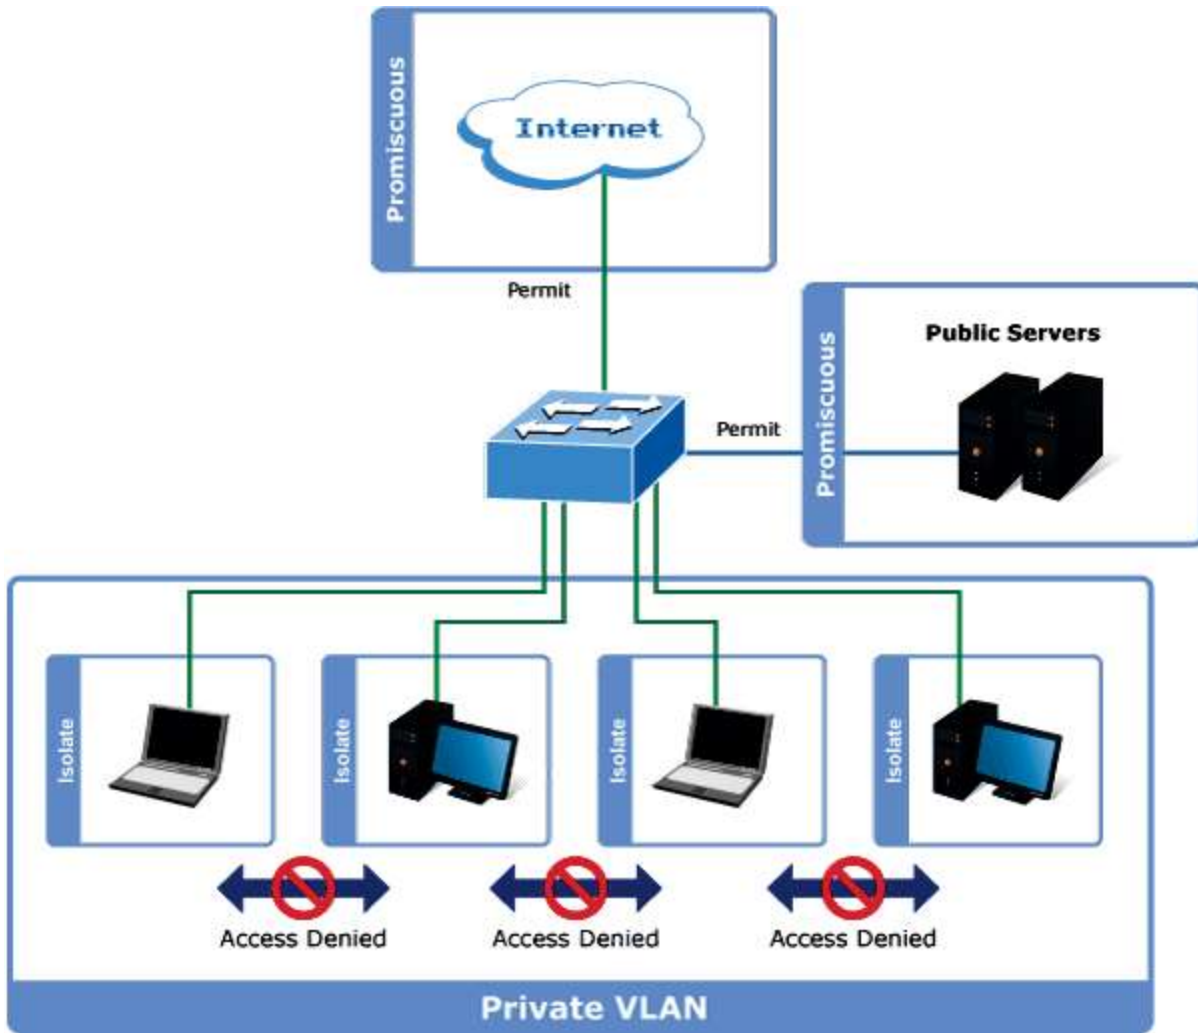 Promiscuous
Internet
Permit
Promiscuous
Public Servers
Permit
Isolate
Isolate
Isolate
Isolate
Access Denied
Access Denied
Access Denied
Private VLAN